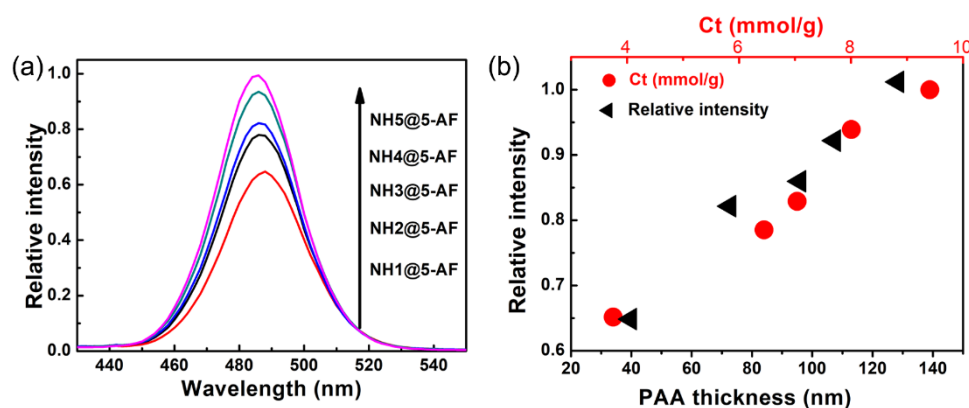 (a)
Relative intensity
1.0
0.8
0.6
0.4
0.2
0.0
NH5@5-AF
NH4@5-AF
NH3@5-AF
NH2@5-AF
NH1@5-AF
440 460 480 500 520 540
Wavelength (nm)
(b)
Ct (mmol/g)
4 6 8 10
Ct (mmol/g)
Relative intensity
Relative intensity
1.0
0.9
0.8
0.7
0.6
20 40 60 80 100 120 140
PAA thickness (nm)